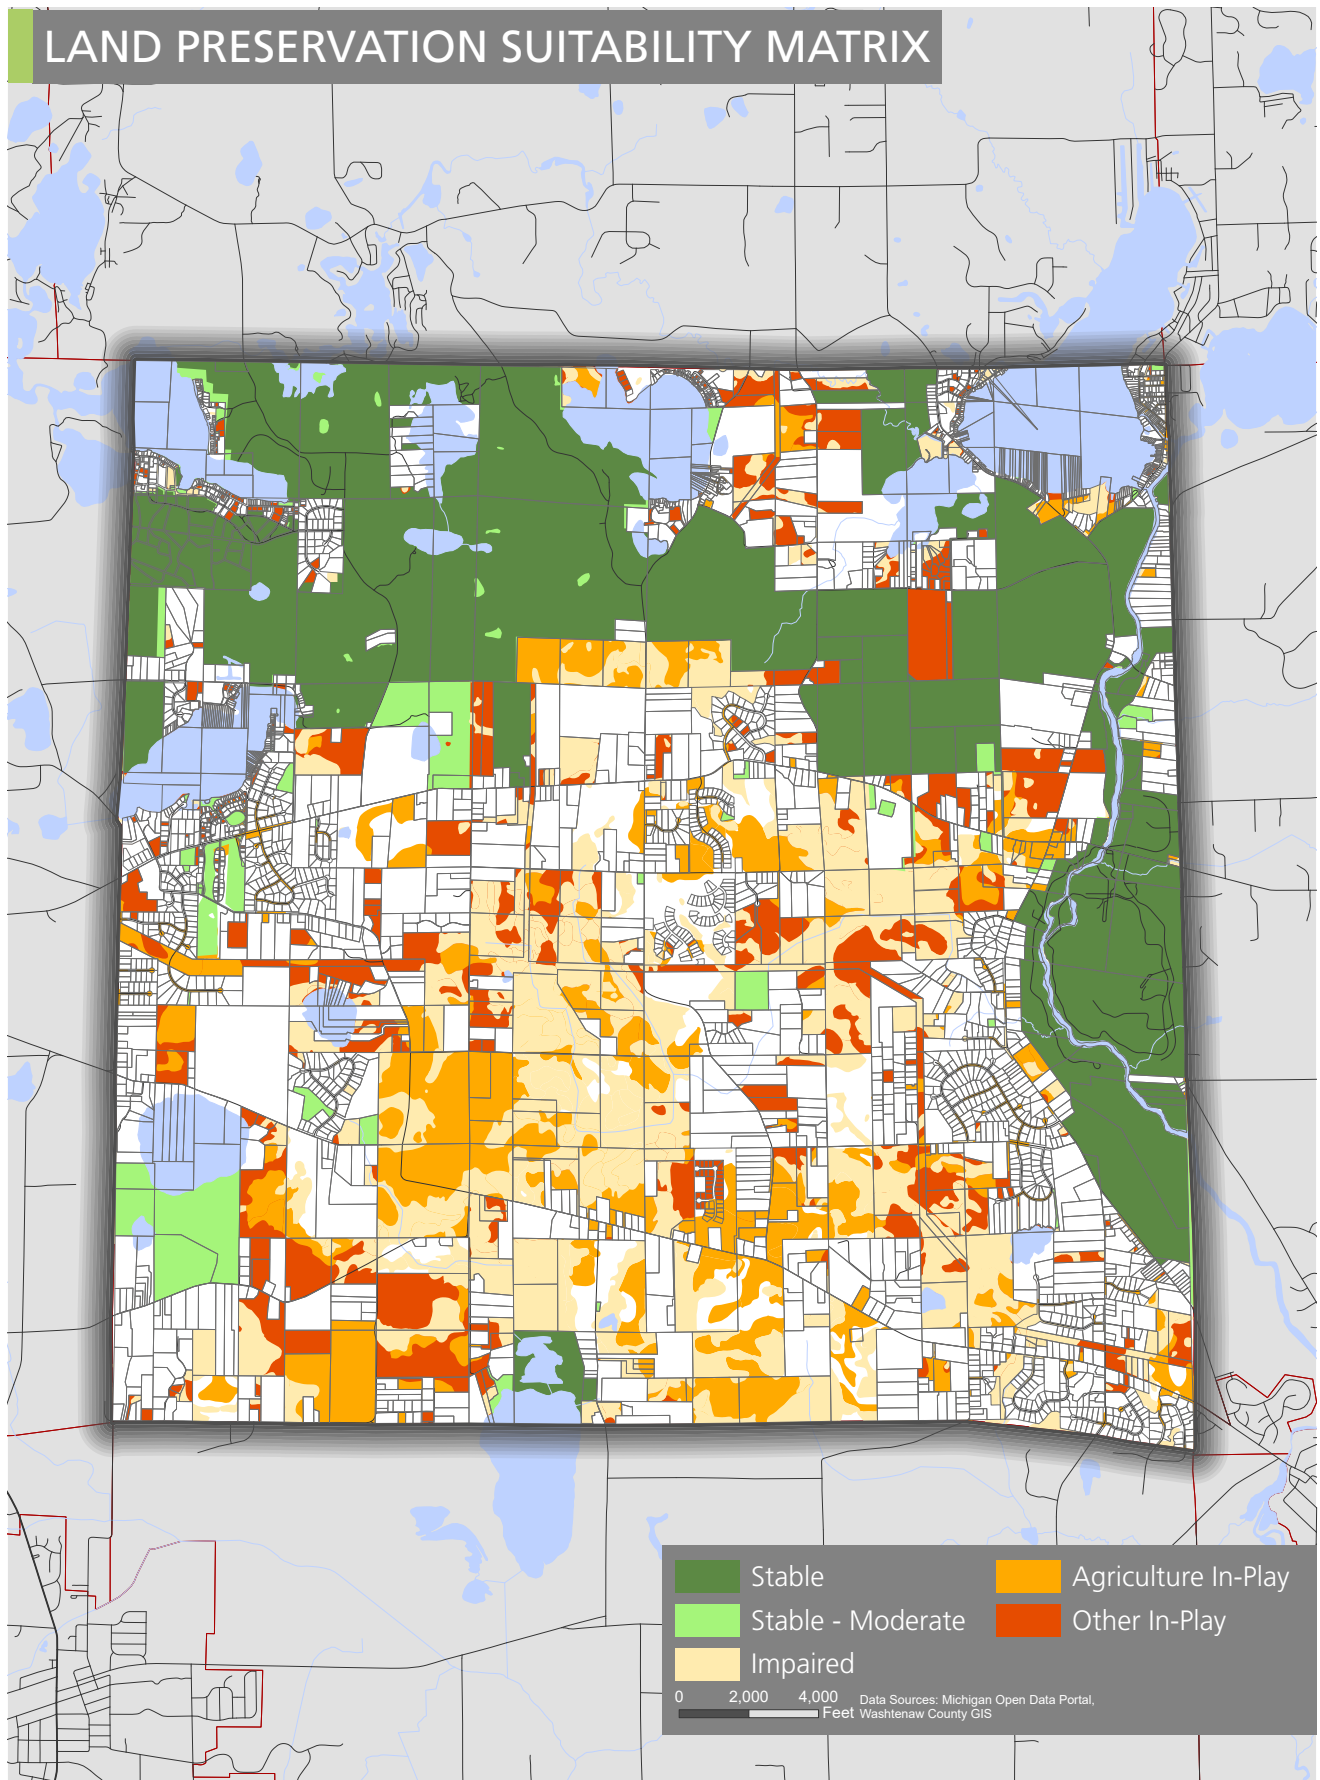 LAND PRESERVATION SUITABILITY MATRIX
Stable
Agriculture In-Play
Stable - Moderate
Other In-Play
Impaired
0 2,000 4,000
Feet
Data Sources: Michigan Open Data Portal,
Washtenaw County GIS